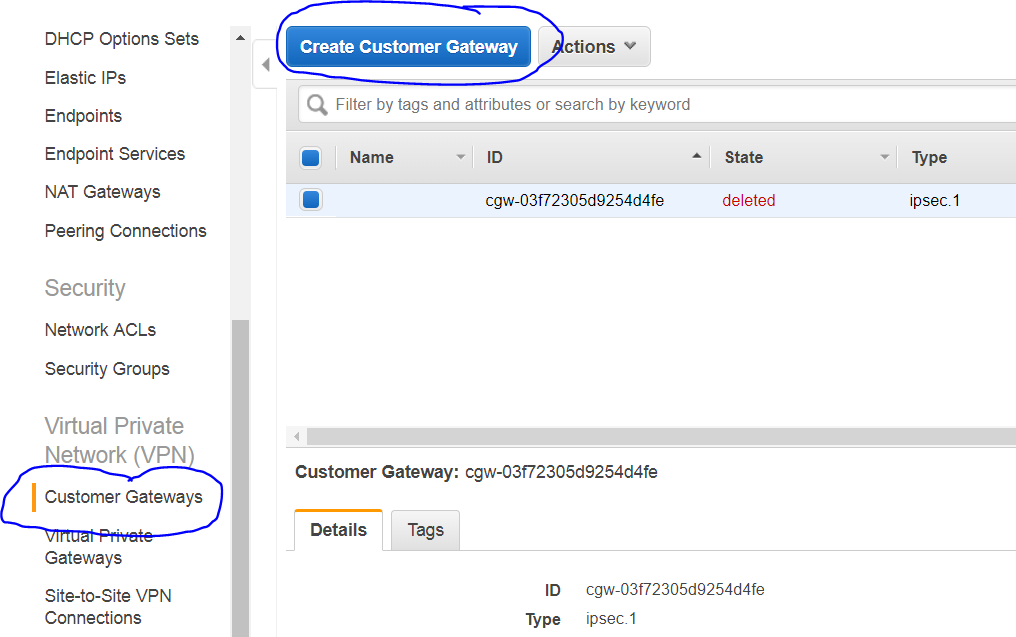 DHCP Options Sets
Elastic IPs
Endpoints
Endpoint Services
NAT Gateways
Peering Connections
Security
Network ACLs
Security Groups
Virtual Private
Network (VPN)
Customer Gateways
Virtual Private
Gateways
Site-to-Site VPN
Connections
Create Customer Gateway
Actions
Filter by tags and attributes or search by keyword
Name ID State Type
cgw-03f72305d9254d4fe deleted ipsec.1
Customer Gateway: cgw-03f72305d9254d4fe
Details Tags
ID cgw-03f72305d9254d4fe
Type ipsec.1